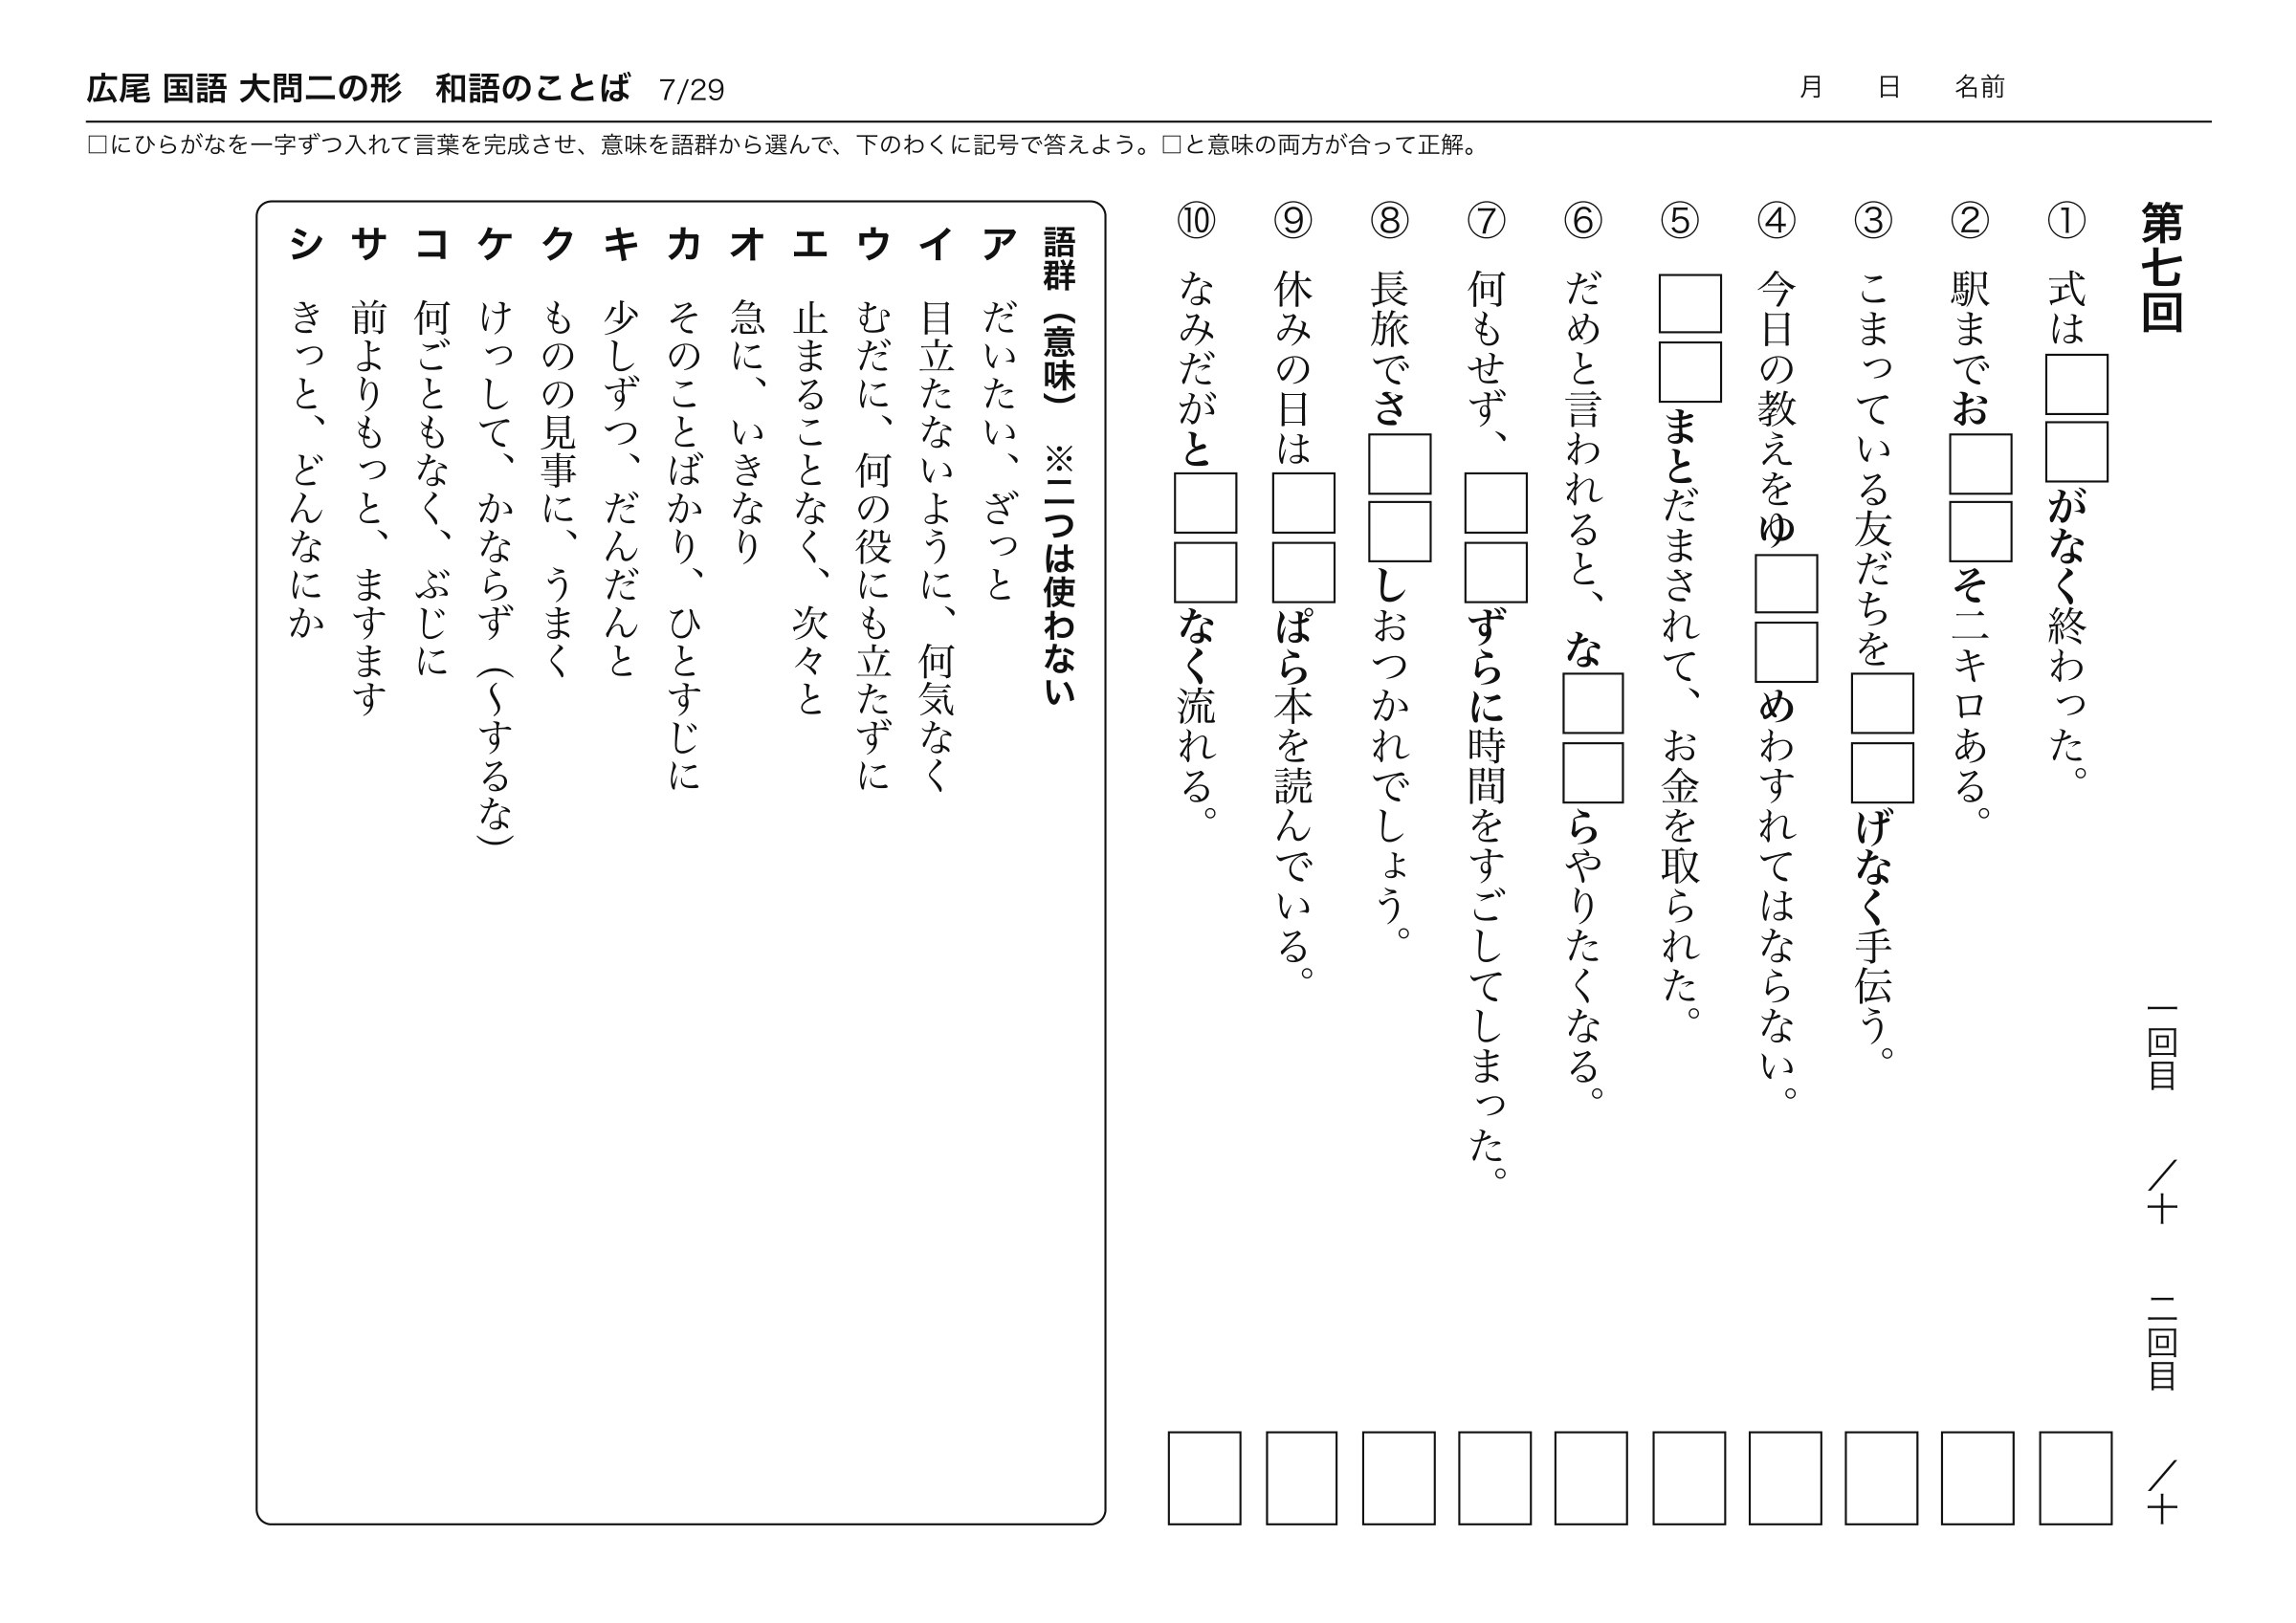 広尾 国語 大問二の形　和語のことば　7/29
月　日　名前
□にひらがなを一字ずつ入れて言葉を完成させ、意味を語群から選んで、下のわくに記号で答えよう。□と意味の両方が合って正解。
第七回　一回目　／十　二回目　／十
① 式は□□がなく終わった。
② 駅までお□□そ二キロある。
③ こまっている友だちを□□げなく手伝う。
④ 今日の教えをゆ□□めわすれてはならない。
⑤ □□まとだまされて、お金を取られた。
⑥ だめと言われると、な□□らやりたくなる。
⑦ 何もせず、□□ずらに時間をすごしてしまった。
⑧ 長旅でさ□□しおつかれでしょう。
⑨ 休みの日は□□ぱら本を読んでいる。
⑩ なみだがと□□なく流れる。
語群（意味）　※二つは使わない
ア　だいたい、ざっと
イ　目立たないように、何気なく
ウ　むだに、何の役にも立たずに
エ　止まることなく、次々と
オ　急に、いきなり
カ　そのことばかり、ひとすじに
キ　少しずつ、だんだんと
ク　ものの見事に、うまく
ケ　けっして、かならず（〜するな）
コ　何ごともなく、ぶじに
サ　前よりもっと、ますます
シ　きっと、どんなにか